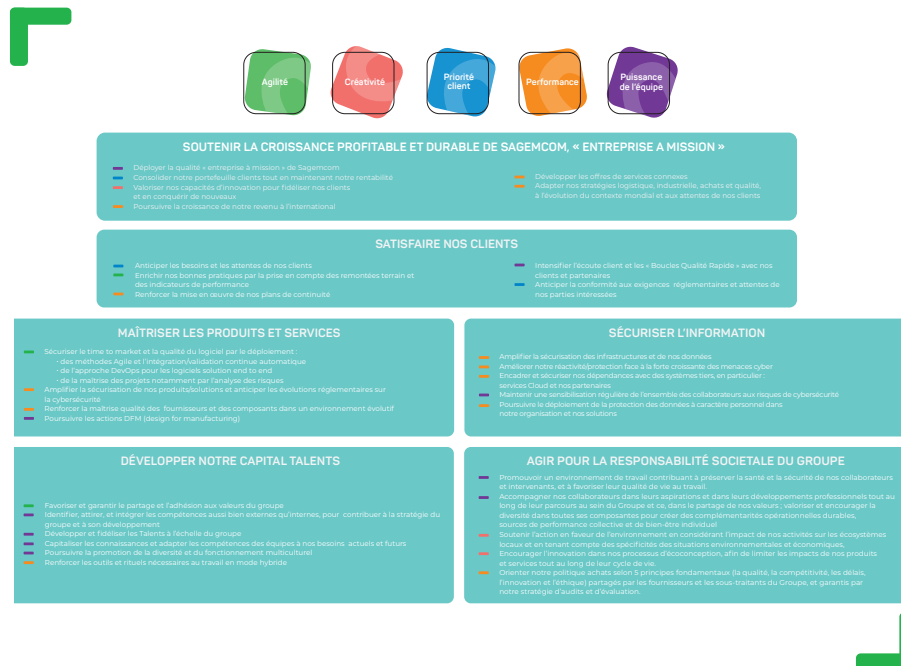 Agilité
Créativité
Priorité
client
Performance
Puissance
de l'équipe
SOUTENIR LA CROISSANCE PROFITABLE ET DURABLE DE SAGEMCOM, « ENTREPRISE A MISSION »
Déployer la qualité « entreprise à mission » de Sagemcom
Consolider notre portefeuille clients tout en maintenant notre rentabilité
Valoriser nos capacités d'innovation pour fidéliser nos clients
et en conquérir de nouveaux
Poursuivre la croissance de notre revenu à l'international
Développer les offres de services connexes
Adapter nos stratégies logistique, industrielle, achats et qualité,
à l'évolution du contexte mondial et aux attentes de nos clients
SATISFAIRE NOS CLIENTS
Anticiper les besoins et les attentes de nos clients
Enrichir nos bonnes pratiques par la prise en compte des remontées terrain et
des indicateurs de performance
Renforcer la mise en œuvre de nos plans de continuité
Intensifier l'écoute client et les « Boucles Qualité Rapide » avec nos
clients et partenaires
Anticiper la conformité aux exigences réglementaires et attentes de
nos parties intéressées
MAÎTRISER LES PRODUITS ET SERVICES
Sécuriser le time to market et la qualité du logiciel par le déploiement :
- des méthodes Agile et l'intégration/validation continue automatique
- de l'approche DevOps pour les logiciels solution end to end
- de la maîtrise des projets notamment par l'analyse des risques
Amplifier la sécurisation de nos produits/solutions et anticiper les évolutions réglementaires sur
la cybersécurité
Renforcer la maîtrise qualité des fournisseurs et des composants dans un environnement évolutif
Poursuivre les actions DFM (design for manufacturing)
SÉCURISER L'INFORMATION
Amplifier la sécurisation des infrastructures et de nos données
Améliorer notre réactivité/protection face à la forte croissance des menaces cyber
Encadrer et sécuriser nos dépendances avec des systèmes tiers, en particulier :
services Cloud et nos partenaires
Maintenir une sensibilisation régulière de l'ensemble des collaborateurs aux risques de cybersécurité
Poursuivre le déploiement de la protection des données à caractère personnel dans
notre organisation et nos solutions
DÉVELOPPER NOTRE CAPITAL TALENTS
Favoriser et garantir le partage et l'adhésion aux valeurs du groupe
Identifier, attirer, et intégrer les compétences aussi bien externes qu'internes, pour contribuer à la stratégie du
groupe et à son développement
Développer et fidéliser les Talents à l'échelle du groupe
Capitaliser les connaissances et adapter les compétences des équipes à nos besoins actuels et futurs
Poursuivre la promotion de la diversité et du fonctionnement multiculturel
Renforcer les outils et rituels nécessaires au travail en mode hybride
AGIR POUR LA RESPONSABILITÉ SOCIETALE DU GROUPE
Promouvoir un environnement de travail contribuant à préserver la santé et la sécurité de nos collaborateurs
et intervenants, et à favoriser leur qualité de vie au travail.
Accompagner nos collaborateurs dans leurs aspirations et dans leurs développements professionnels tout au
long de leur parcours au sein du Groupe et ce, dans le partage de nos valeurs ; valoriser et encourager la
diversité dans toutes ses composantes pour créer des complémentarités opérationnelles durables,
sources de performance collective et de bien-être individuel
Soutenir l'action en faveur de l'environnement en considérant l'impact de nos activités sur les écosystèmes
locaux et en tenant compte des spécificités des situations environnementales et économiques,
Encourager l'innovation dans nos processus d'écoconception, afin de limiter les impacts de nos produits
et services tout au long de leur cycle de vie.
Orienter notre politique achats selon 5 principes fondamentaux (la qualité, la compétitivité, les délais,
l'innovation et l'éthique) partagés par les fournisseurs et les sous-traitants du Groupe, et garantis par
notre stratégie d'audits et d'évaluation.